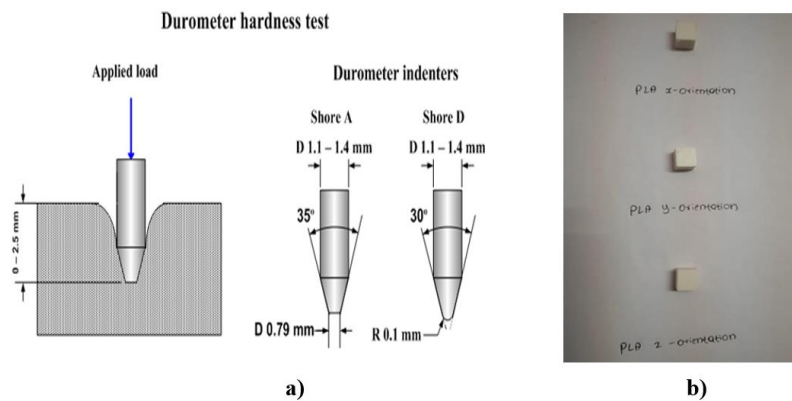 Durometer hardness test
Applied load
Durometer indenters
Shore A
Shore D
D 1.1 – 1.4 mm
D 1.1 – 1.4 mm
0 – 2.5 mm
35°
30°
D 0.79 mm
R 0.1 mm
a)
PLA x-orientation
PLA y-orientation
PLA z-orientation
b)